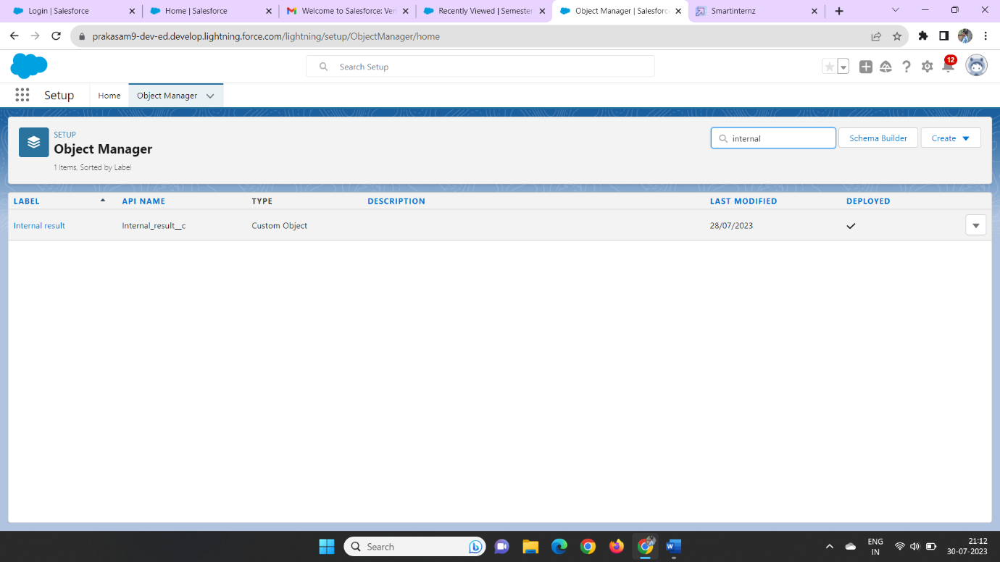 Login | Salesforce
Home | Salesforce
Welcome to Salesforce: Ver
Recently Viewed | Semester
Object Manager | Salesforce
Smartinternz
prakasam9-dev-ed.develop.lightning.force.com/lightning/setup/ObjectManager/home
Search Setup
12
Setup
Home
Object Manager
SETUP
Object Manager
1 Items, Sorted by Label
internal
Schema Builder
Create
LABEL API NAME TYPE DESCRIPTION LAST MODIFIED DEPLOYED
Internal result Internal_result__c Custom Object 28/07/2023
Search
W
ENG
IN
21:12
30-07-2023